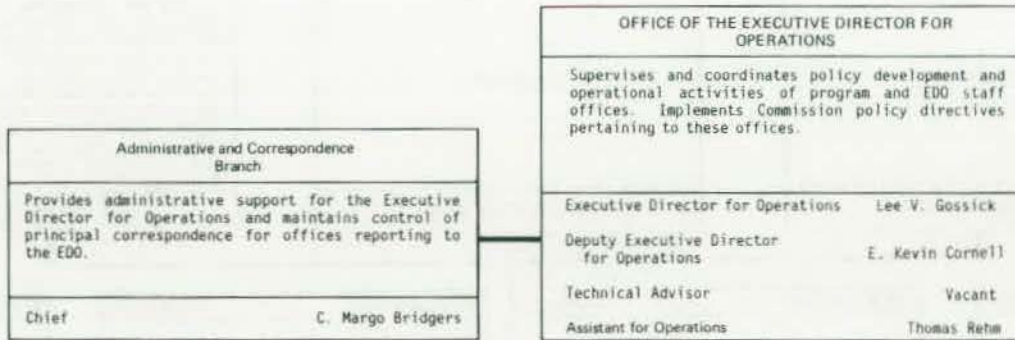 OFFICE OF THE EXECUTIVE DIRECTOR FOR
OPERATIONS
Supervises and coordinates policy development and
operational activities of program and EDO staff
offices. Implements Commission policy directives
pertaining to these offices.
Executive Director for Operations Lee V. Gossick
Deputy Executive Director
for Operations E. Kevin Cornell
Technical Advisor Vacant
Assistant for Operations Thomas Rehm
Administrative and Correspondence
Branch
Provides administrative support for the Executive
Director for Operations and maintains control of
principal correspondence for offices reporting to
the EDO.
Chief C. Margo Bridgers